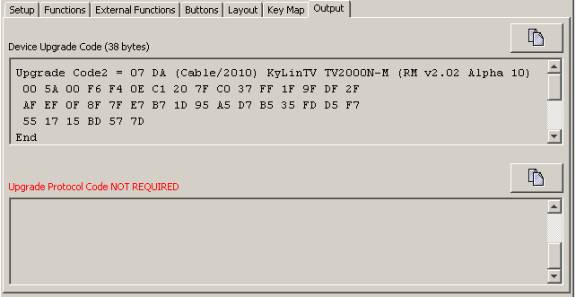 Setup Functions External Functions Buttons Layout Key Map Output
Device Upgrade Code (38 bytes)
Upgrade Code2 = 07 DA (Cable/2010) KyLinTV TV2000N-M (RM v2.02 Alpha 10)
00 5A 00 F6 F4 0E C1 20 7F C0 37 FF 1F 9F DF 2F
AF EF 0F 8F 7F E7 B7 1D 95 A5 D7 B5 35 FD D5 F7
55 17 15 BD 57 7D
End
Upgrade Protocol Code NOT REQUIRED